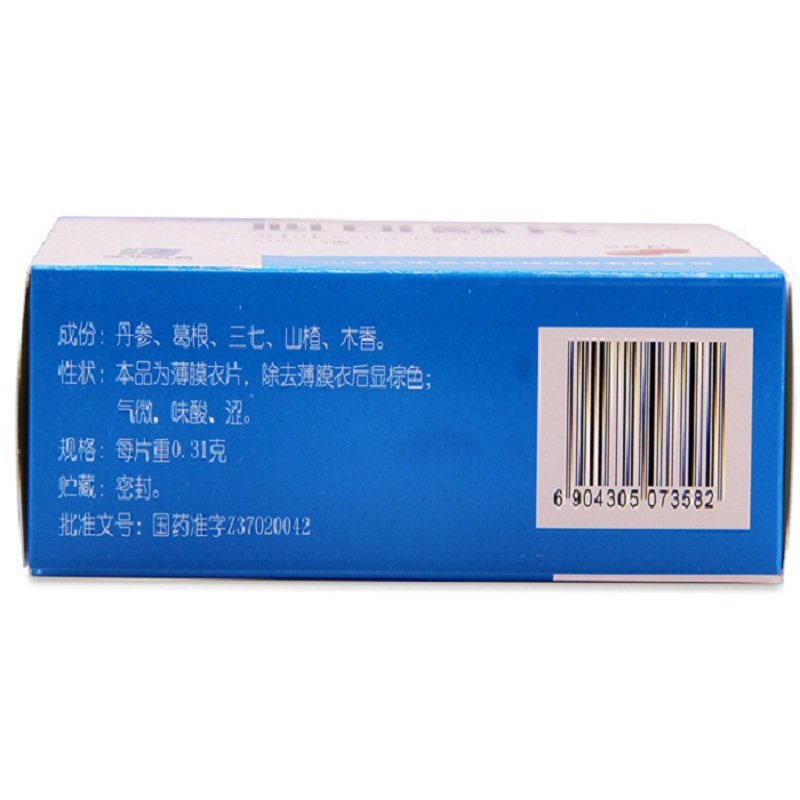 成份：丹参、葛根、三七、山楂、木香。
性状：本品为薄膜衣片，除去薄膜衣后显棕色；
气微，味酸、涩。
规格：每片重0.31克
贮藏：密封。
批准文号：国药准字Z37020042
6 904305 073582